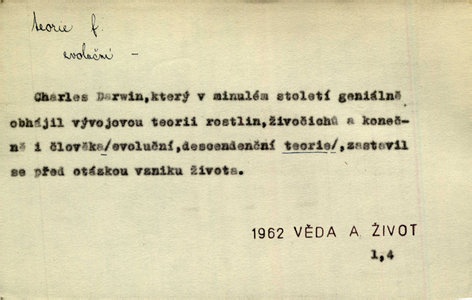 teorie f.
evoluční –
Charles Darwin,který v minulém století geniálně
obhájil vývojovou teorii rostlin,živočichů a koneč-
ně i člověka/evoluční,descendenční teorie/,zastavil
se před otázkou vzniku života.
1962 VĚDA A ŽIVOT
1,4